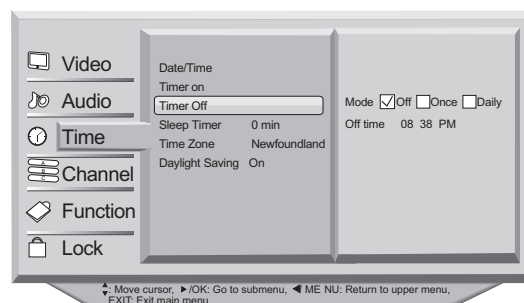 Video
Audio
Time
Channel
Function
Lock
Date/Time
Timer on
Timer Off
Sleep Timer 0 min
Time Zone Newfoundland
Daylight Saving On
Mode Off Once Daily
Off time 08 38 PM
: Move cursor, /OK: Go to submenu, ME NU: Return to upper menu,
EXIT: Exit main menu